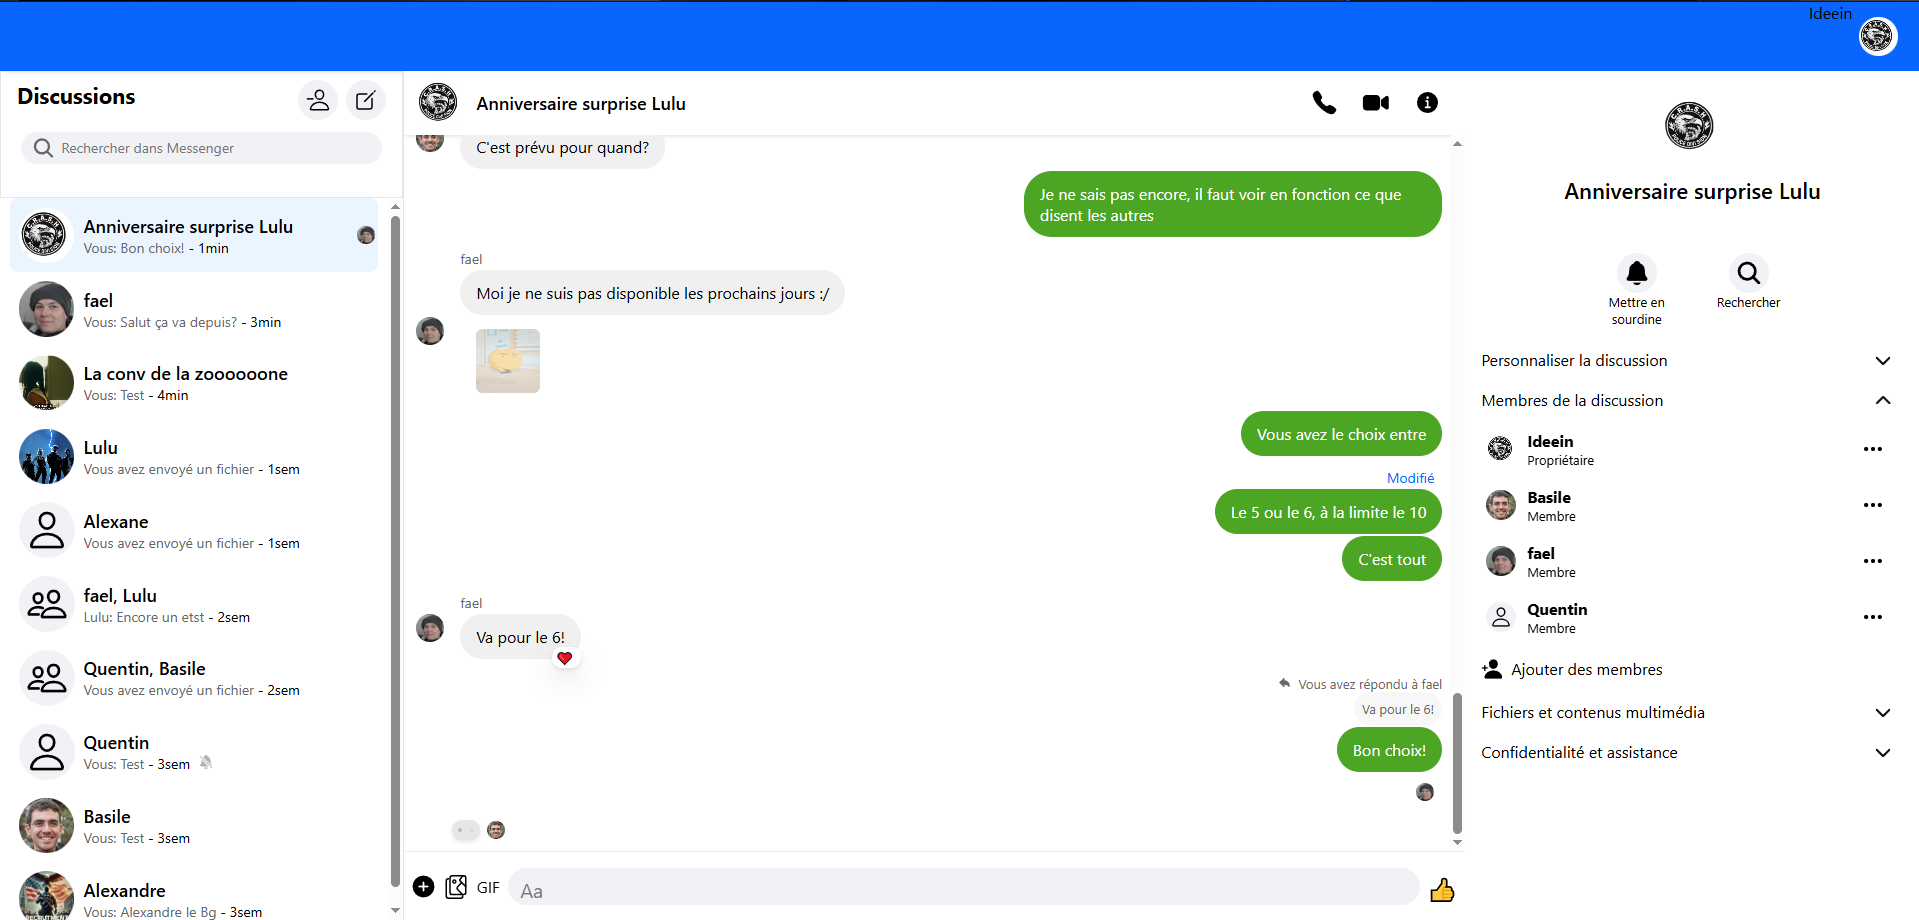 Ideein
Discussions
Rechercher dans Messenger
Anniversaire surprise Lulu
Vous: Bon choix! - 1min
fael
Vous: Salut ça va depuis? - 3min
La conv de la zoooooone
Vous: Test - 4min
Lulu
Vous avez envoyé un fichier - 1sem
Alexane
Vous avez envoyé un fichier - 1sem
fael, Lulu
Lulu: Encore un etst - 2sem
Quentin, Basile
Vous avez envoyé un fichier - 2sem
Quentin
Vous: Test - 3sem
Basile
Vous: Test - 3sem
Alexandre
Vous: Alexandre le Bg - 3sem
Anniversaire surprise Lulu
C'est prévu pour quand?
Je ne sais pas encore, il faut voir en fonction ce que
disent les autres
fael
Moi je ne suis pas disponible les prochains jours :/
Vous avez le choix entre
Modifié
Le 5 ou le 6, à la limite le 10
C'est tout
fael
Va pour le 6!
Vous avez répondu à fael
Va pour le 6!
Bon choix!
GIF
Aa
C.R.A.S.H
Anniversaire surprise Lulu
Mettre en
sourdine
Rechercher
Personnaliser la discussion
Membres de la discussion
Ideein
Propriétaire
Basile
Membre
fael
Membre
Quentin
Membre
Ajouter des membres
Fichiers et contenus multimédia
Confidentialité et assistance